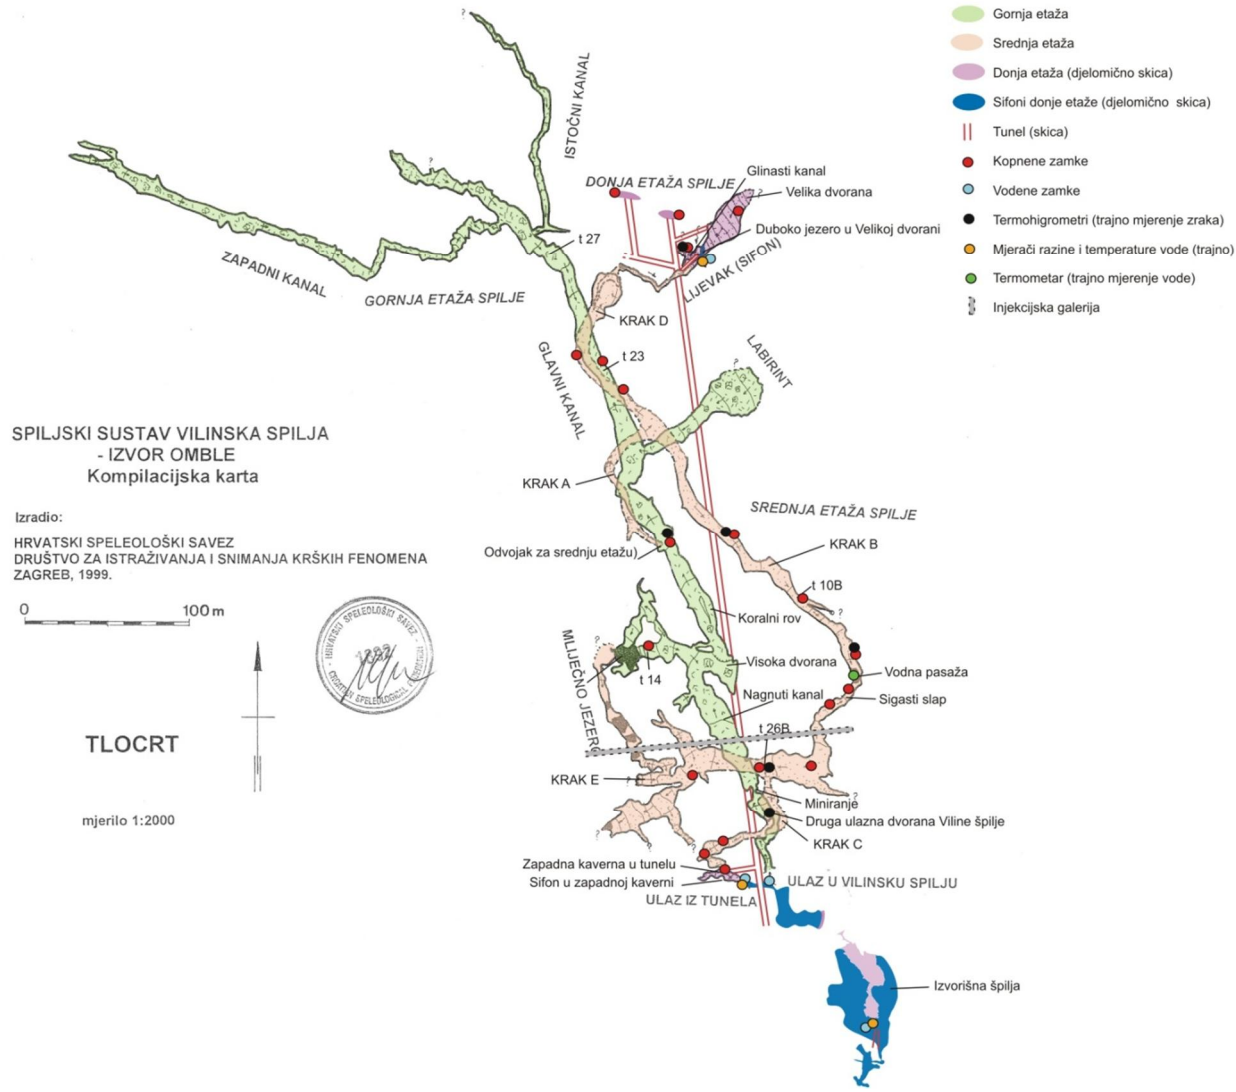 Gornja etaža
Srednja etaža
Donja etaža (djelomično skica)
Sifoni donje etaže (djelomično skica)
Tunel (skica)
Kopnene zamke
Vodene zamke
Termohigrometri (trajno mjerenje zraka)
Mjerači razine i temperature vode (trajno)
Termometar (trajno mjerenje vode)
Injekcijska galerija
?
ISTOČNI KANAL
?
DONJA ETAŽA SPILJE
Glinasti kanal
?
Velika dvorana
Duboko jezero u Velikoj dvorani
LIJEVAK (SIFON)
t 27
ZAPADNI KANAL
GORNJA ETAŽA SPILJE
KRAK D
GLAVNI KANAL
t 23
?
LABIRINT
SPILJSKI SUSTAV VILINSKA SPILJA
- IZVOR OMBLE
Kompilacijska karta
KRAK A
Izradio:
HRVATSKI SPELEOLOŠKI SAVEZ
DRUŠTVO ZA ISTRAŽIVANJA I SNIMANJA KRŠKIH FENOMENA
ZAGREB, 1999.
0 100 m
SREDNJA ETAŽA SPILJE
KRAK B
Odvojak za srednju etažu)
t 10B
?
Koralni rov
HRVATSKI SPELEOLOŠKI SAVEZ
CROATIAN SPELEOLOGICAL
?
MLIJEČNO JEZERO
t 14
Visoka dvorana
Vodna pasaža
Nagnuti kanal
Sigasti slap
t 26B
TLOCRT
KRAK E
?
?
Miniranje
Druga ulazna dvorana Viline špilje
mjerilo 1:2000
?
?
?
KRAK C
Zapadna kaverna u tunelu
Sifon u zapadnoj kaverni
ULAZ U VILINSKU SPILJU
ULAZ IZ TUNELA
Izvorišna špilja